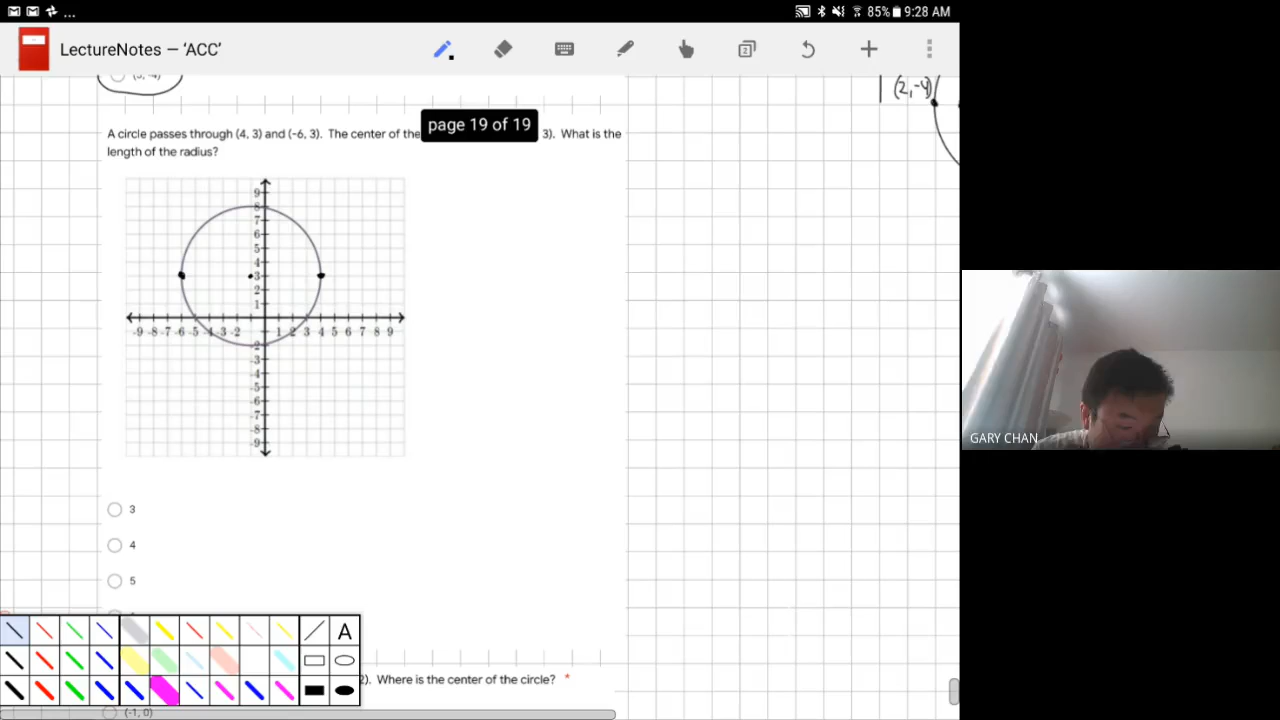 ... 85% 9:28 AM
LectureNotes — ‘ACC’
2
(2,-4)
page 19 of 19
A circle passes through (4, 3) and (-6, 3). The center of the 3). What is the
length of the radius?
9
8
7
6
5
4
3
2
1
-9 -8 -7 -6 -5 -4 -3 -2 1 2 3 4 5 6 7 8 9
-2
-3
-4
-5
-6
-7
-8
-9
3
4
5
A
2). Where is the center of the circle? *
(-1, 0)
GARY CHAN